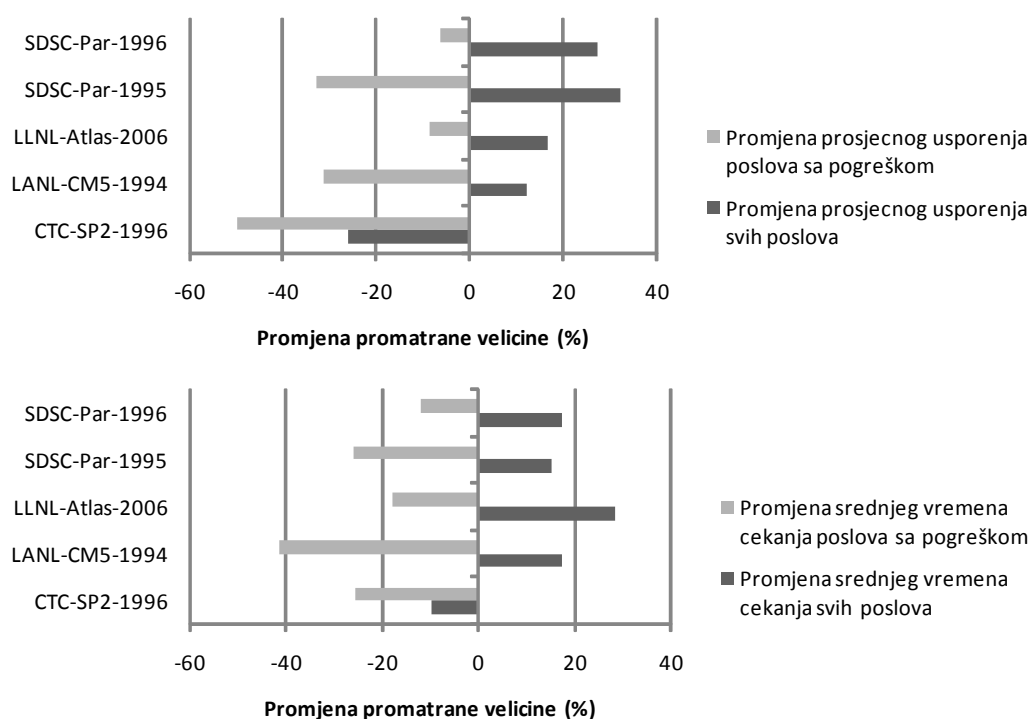 SDSC-Par-1996
SDSC-Par-1995
LLNL-Atlas-2006
LANL-CM5-1994
CTC-SP2-1996
-60 -40 -20 0 20 40
Promjena promatrane velicine (%)
Promjena prosjecnog usporenja
poslova sa pogreškom
Promjena prosjecnog usporenja
svih poslova
SDSC-Par-1996
SDSC-Par-1995
LLNL-Atlas-2006
LANL-CM5-1994
CTC-SP2-1996
-60 -40 -20 0 20 40
Promjena promatrane velicine (%)
Promjena srednjeg vremena
cekanja poslova sa pogreškom
Promjena srednjeg vremena
cekanja svih poslova